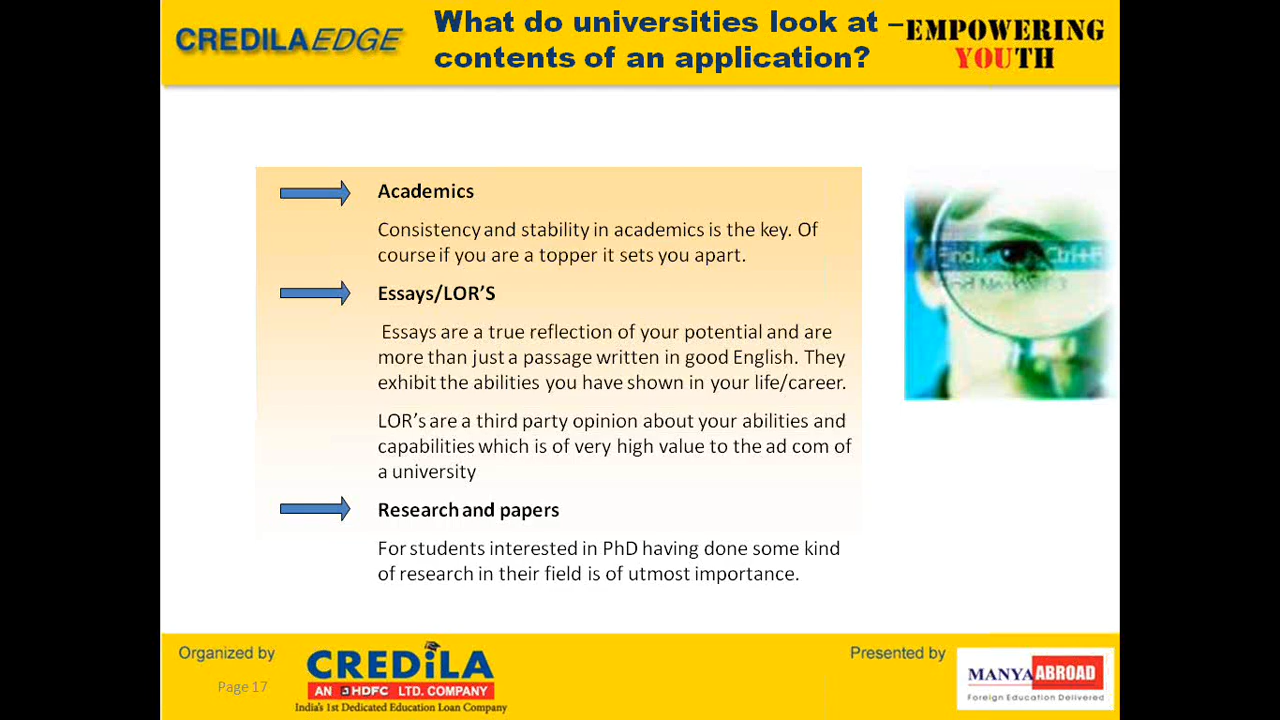 CREDILA EDGE
What do universities look at –
contents of an application?
EMPOWERING
YOUTH
Academics
Consistency and stability in academics is the key. Of
course if you are a topper it sets you apart.
Essays/LOR'S
Essays are a true reflection of your potential and are
more than just a passage written in good English. They
exhibit the abilities you have shown in your life/career.
LOR's are a third party opinion about your abilities and
capabilities which is of very high value to the ad com of
a university
Research and papers
For students interested in PhD having done some kind
of research in their field is of utmost importance.
Find..
Ctrl+F
Organized by
Page 17
CREDiLA
AN HDFC LTD. COMPANY
India's 1st Dedicated Education Loan Company
Presented by
MANYA ABROAD
Foreign Education Delivered